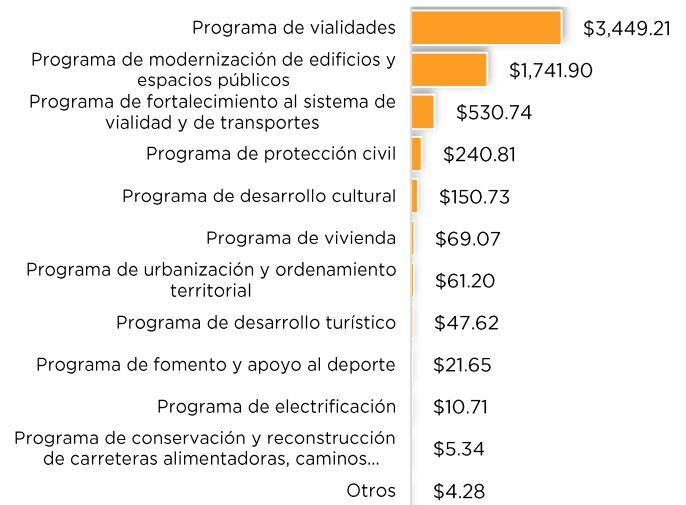 Programa de vialidades $3,449.21
Programa de modernización de edificios y
espacios públicos $1,741.90
Programa de fortalecimiento al sistema de
vialidad y de transportes $530.74
Programa de protección civil $240.81
Programa de desarrollo cultural $150.73
Programa de vivienda $69.07
Programa de urbanización y ordenamiento
territorial $61.20
Programa de desarrollo turístico $47.62
Programa de fomento y apoyo al deporte $21.65
Programa de electrificación $10.71
Programa de conservación y reconstrucción
de carreteras alimentadoras, caminos... $5.34
Otros $4.28